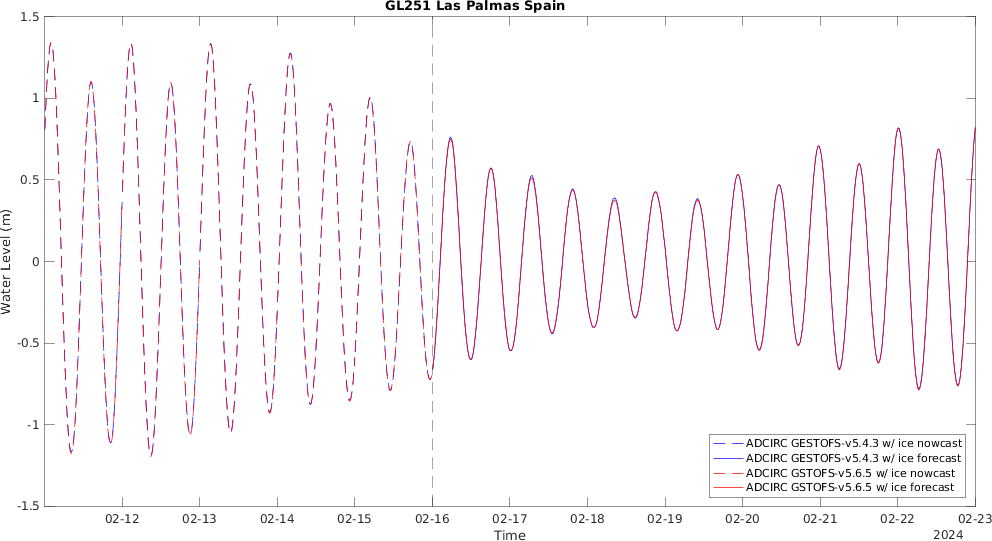 GL251 Las Palmas Spain
1.5
1
0.5
0
-0.5
-1
-1.5
Water Level (m)
ADCIRC GESTOFS-v5.4.3 w/ ice nowcast
ADCIRC GESTOFS-v5.4.3 w/ ice forecast
ADCIRC GSTOFS-v5.6.5 w/ ice nowcast
ADCIRC GSTOFS-v5.6.5 w/ ice forecast
02-12 02-13 02-14 02-15 02-16 02-17 02-18 02-19 02-20 02-21 02-22 02-23
Time
2024